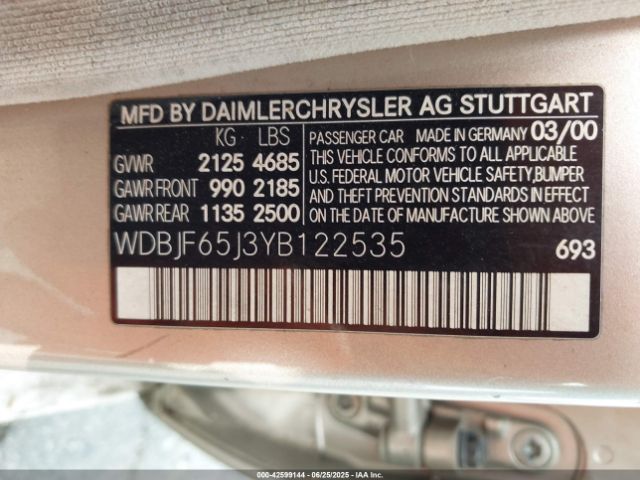 MFD BY DAIMLERCHRYSLER AG STUTTGART
KG LBS
GVWR 2125 4685
GAWR FRONT 990 2185
GAWR REAR 1135 2500
PASSENGER CAR MADE IN GERMANY 03/00
THIS VEHICLE CONFORMS TO ALL APPLICABLE
U.S. FEDERAL MOTOR VEHICLE SAFETY,BUMPER
AND THEFT PREVENTION STANDARDS IN EFFECT
ON THE DATE OF MANUFACTURE SHOWN ABOVE
WDBJF65J3YB122535
693
000-42599144 - 06/25/2025 - IAA Inc.